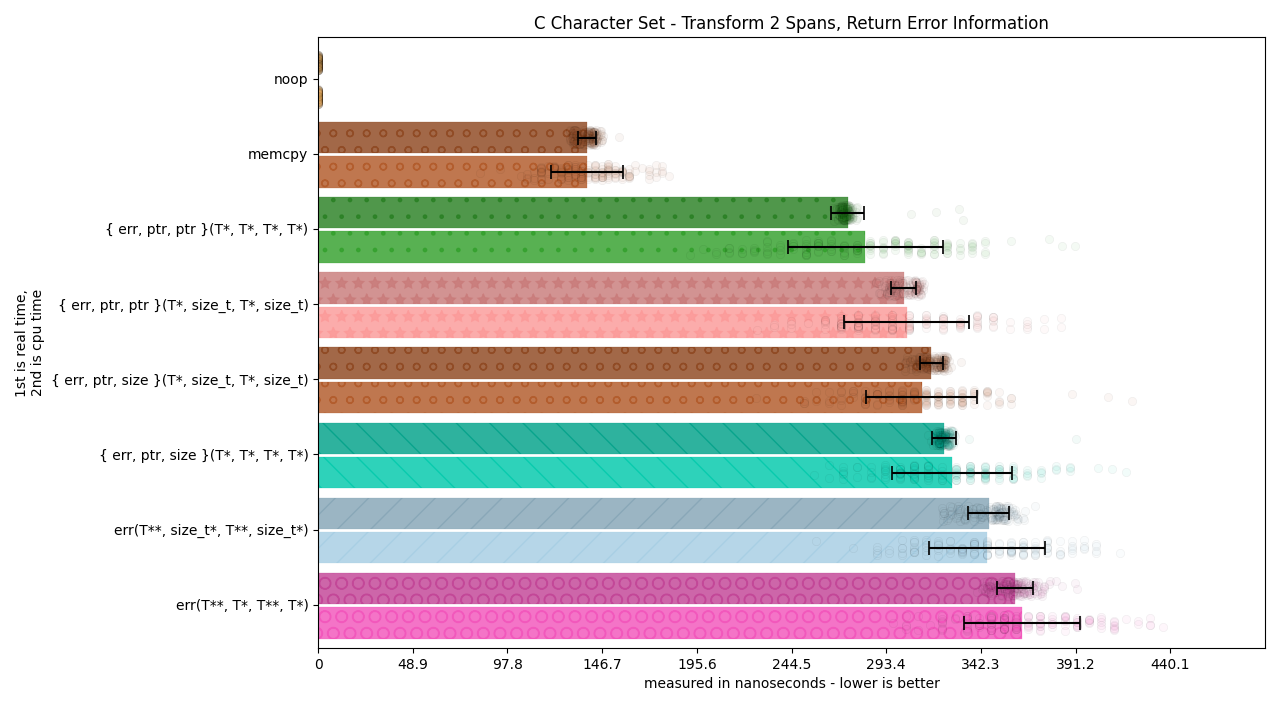 C Character Set - Transform 2 Spans, Return Error Information
noop
memcpy
{ err, ptr, ptr }(T*, T*, T*, T*)
{ err, ptr, ptr }(T*, size_t, T*, size_t)
{ err, ptr, size }(T*, size_t, T*, size_t)
{ err, ptr, size }(T*, T*, T*, T*)
err(T**, size_t*, T**, size_t*)
err(T**, T*, T**, T*)
1st is real time,
2nd is cpu time
0 48.9 97.8 146.7 195.6 244.5 293.4 342.3 391.2 440.1
measured in nanoseconds - lower is better